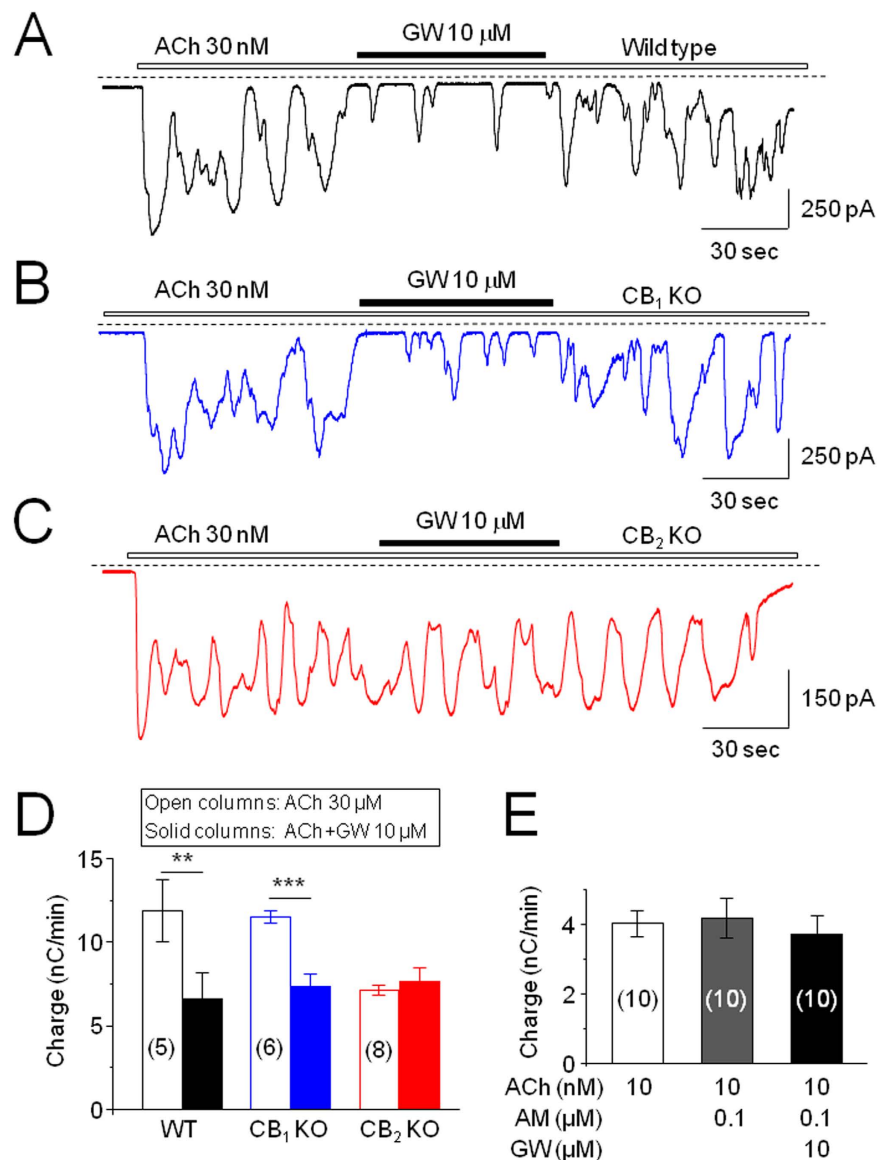 A
ACh 30 nM
GW 10 μM
Wild type
250 pA
30 sec
B
ACh 30 nM
GW 10 μM
CB₁ KO
250 pA
30 sec
C
ACh 30 nM
GW 10 μM
CB₂ KO
150 pA
30 sec
D
Open columns: ACh 30 μM
Solid columns: ACh+GW 10 μM
Charge (nC/min)
15
10
5
0
**
***
(5)
(6)
(8)
WT
CB₁ KO
CB₂ KO
E
Charge (nC/min)
4
2
0
(10)
(10)
(10)
ACh (nM) 10 10 10
AM (μM) 0.1 0.1
GW (μM) 10